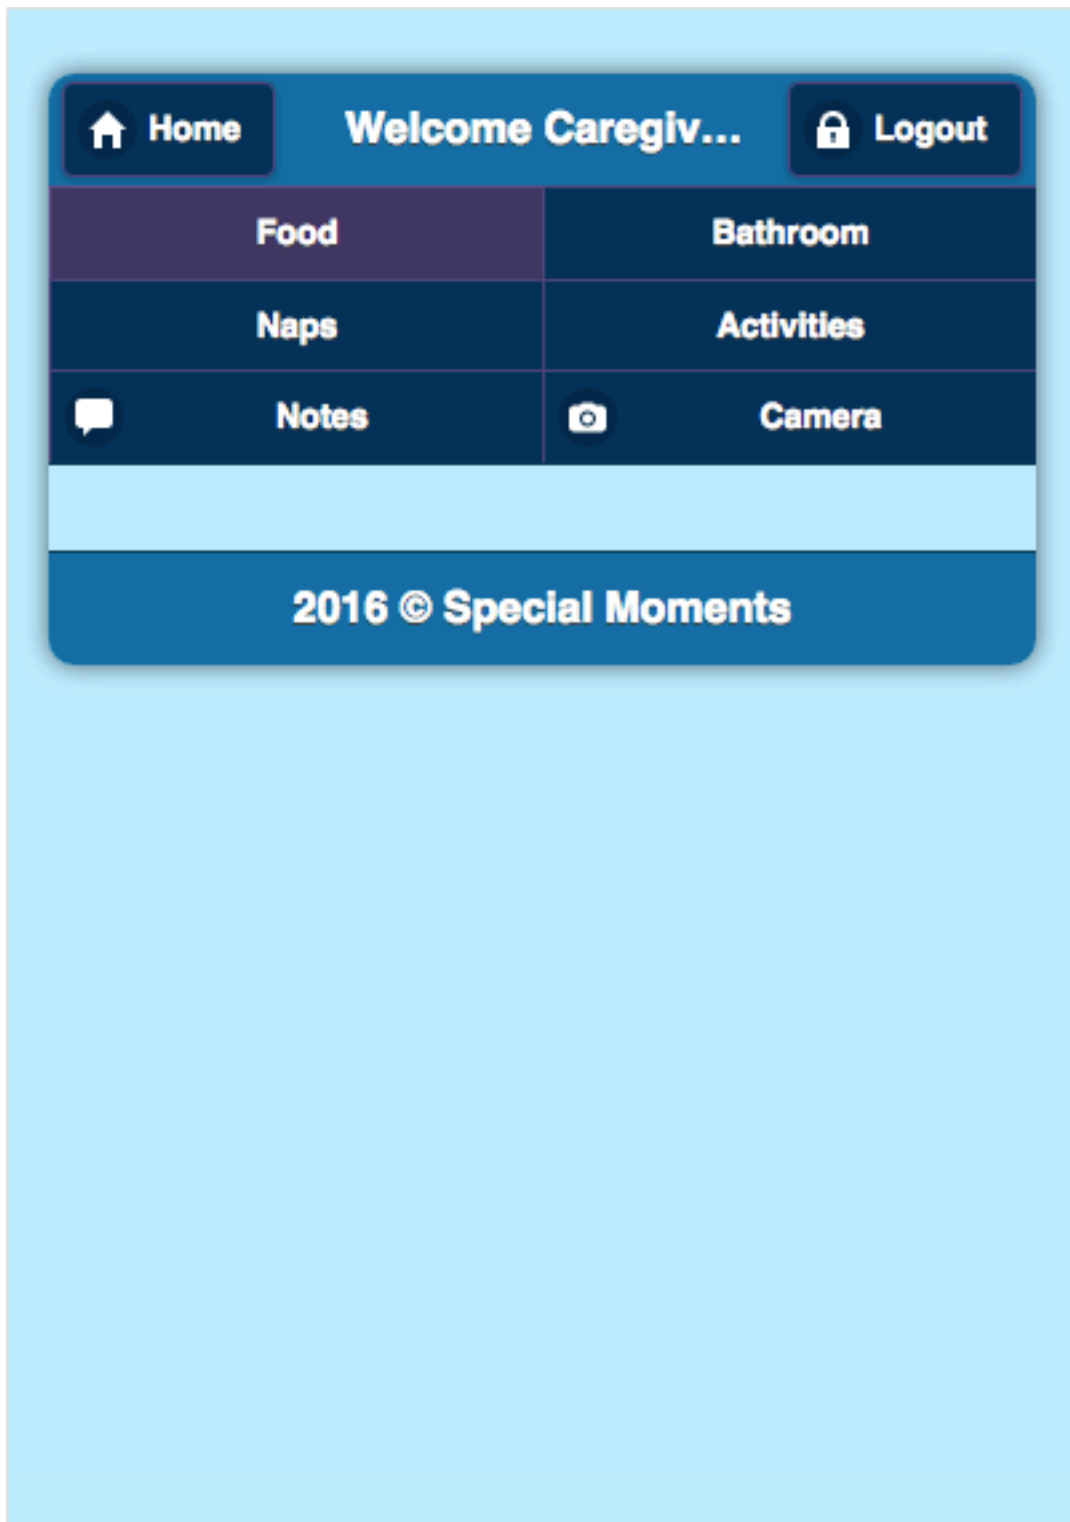 Home Welcome Caregiv... Logout
Food Bathroom
Naps Activities
Notes Camera
2016 © Special Moments